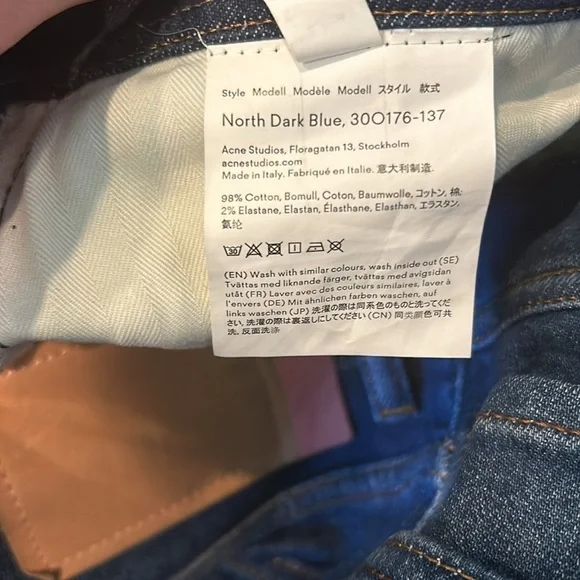 Style Modell Modèle Modell スタイル 款式
North Dark Blue, 30O176-137
Acne Studios, Floragatan 13, Stockholm
acnestudios.com
Made in Italy. Fabriqué en Italie. 意大利制造.
98% Cotton, Bomull, Coton, Baumwolle, コットン, 棉.
2% Elastane, Elastan, Élasthane, Elasthan, エラスタン.
氨纶
30
(EN) Wash with similar colours, wash inside out (SE)
Tvättas med liknande färger, tvättas med avigsidan
utåt (FR) Laver avec des couleurs similaires, laver à
l'envers (DE) Mit ähnlichen farben waschen, auf
links waschen (JP) 洗濯の際は同系色のものと洗ってくだ
さい, 洗濯の際は裏返しにしてください (CN) 同类颜色可共
洗, 反面洗涤